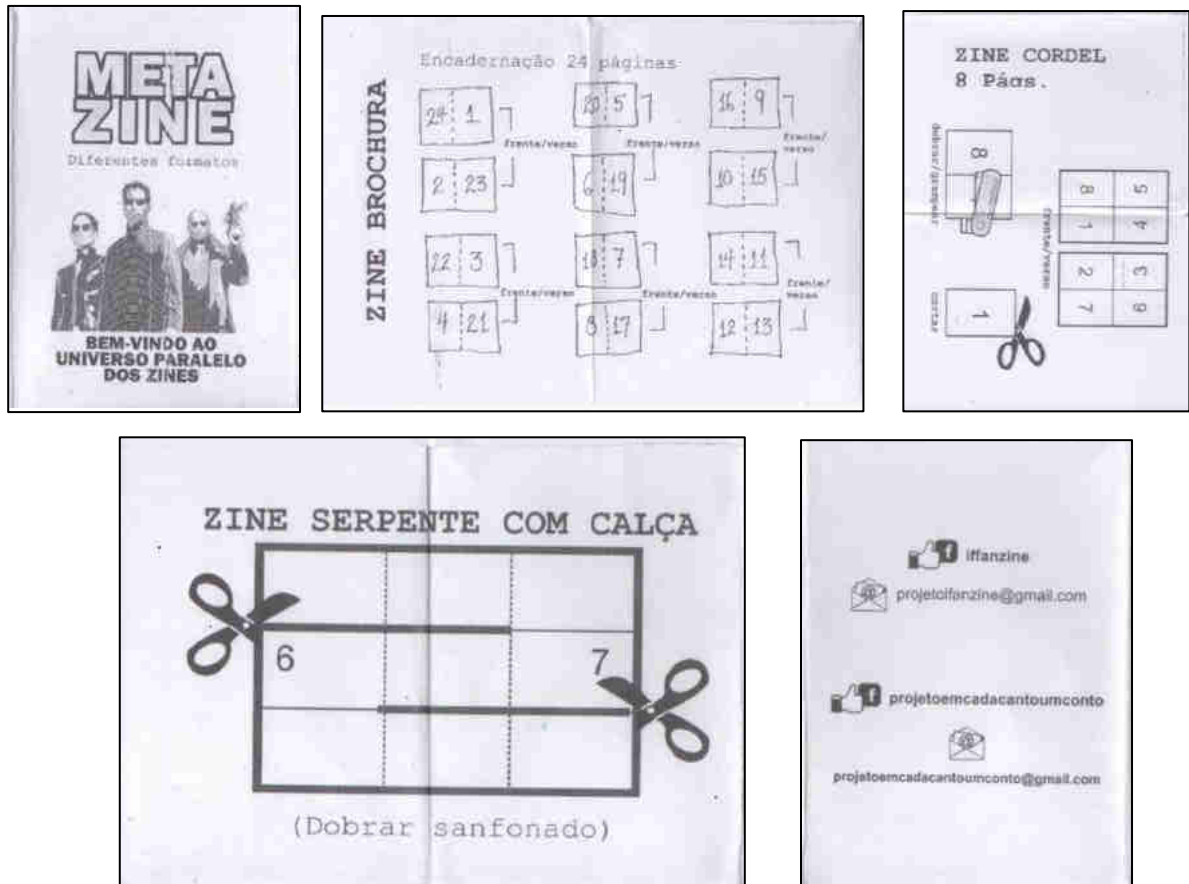 META
ZINE
Diferentes formatos
BEM-VINDO AO
UNIVERSO PARALELO
DOS ZINES
ZINE BROCHURA
Encadernação 24 páginas
24 1
20 5
16 9
frente/verso
frente/verso
frente/
verso
2 23
6 19
10 15
22 3
18 7
14 11
frente/verso
frente/verso
frente/
verso
4 21
8 17
12 13
ZINE CORDEL
8 Págs.
dobrar/grampear
8
8 5
1 4
frente/verso
2 3
7 6
cortar
1
ZINE SERPENTE COM CALÇA
6 7
(Dobrar sanfonado)
iffanzine
projetoifanzine@gmail.com
projetoemcadacantoumconto
projetoemcadacantoumconto@gmail.com